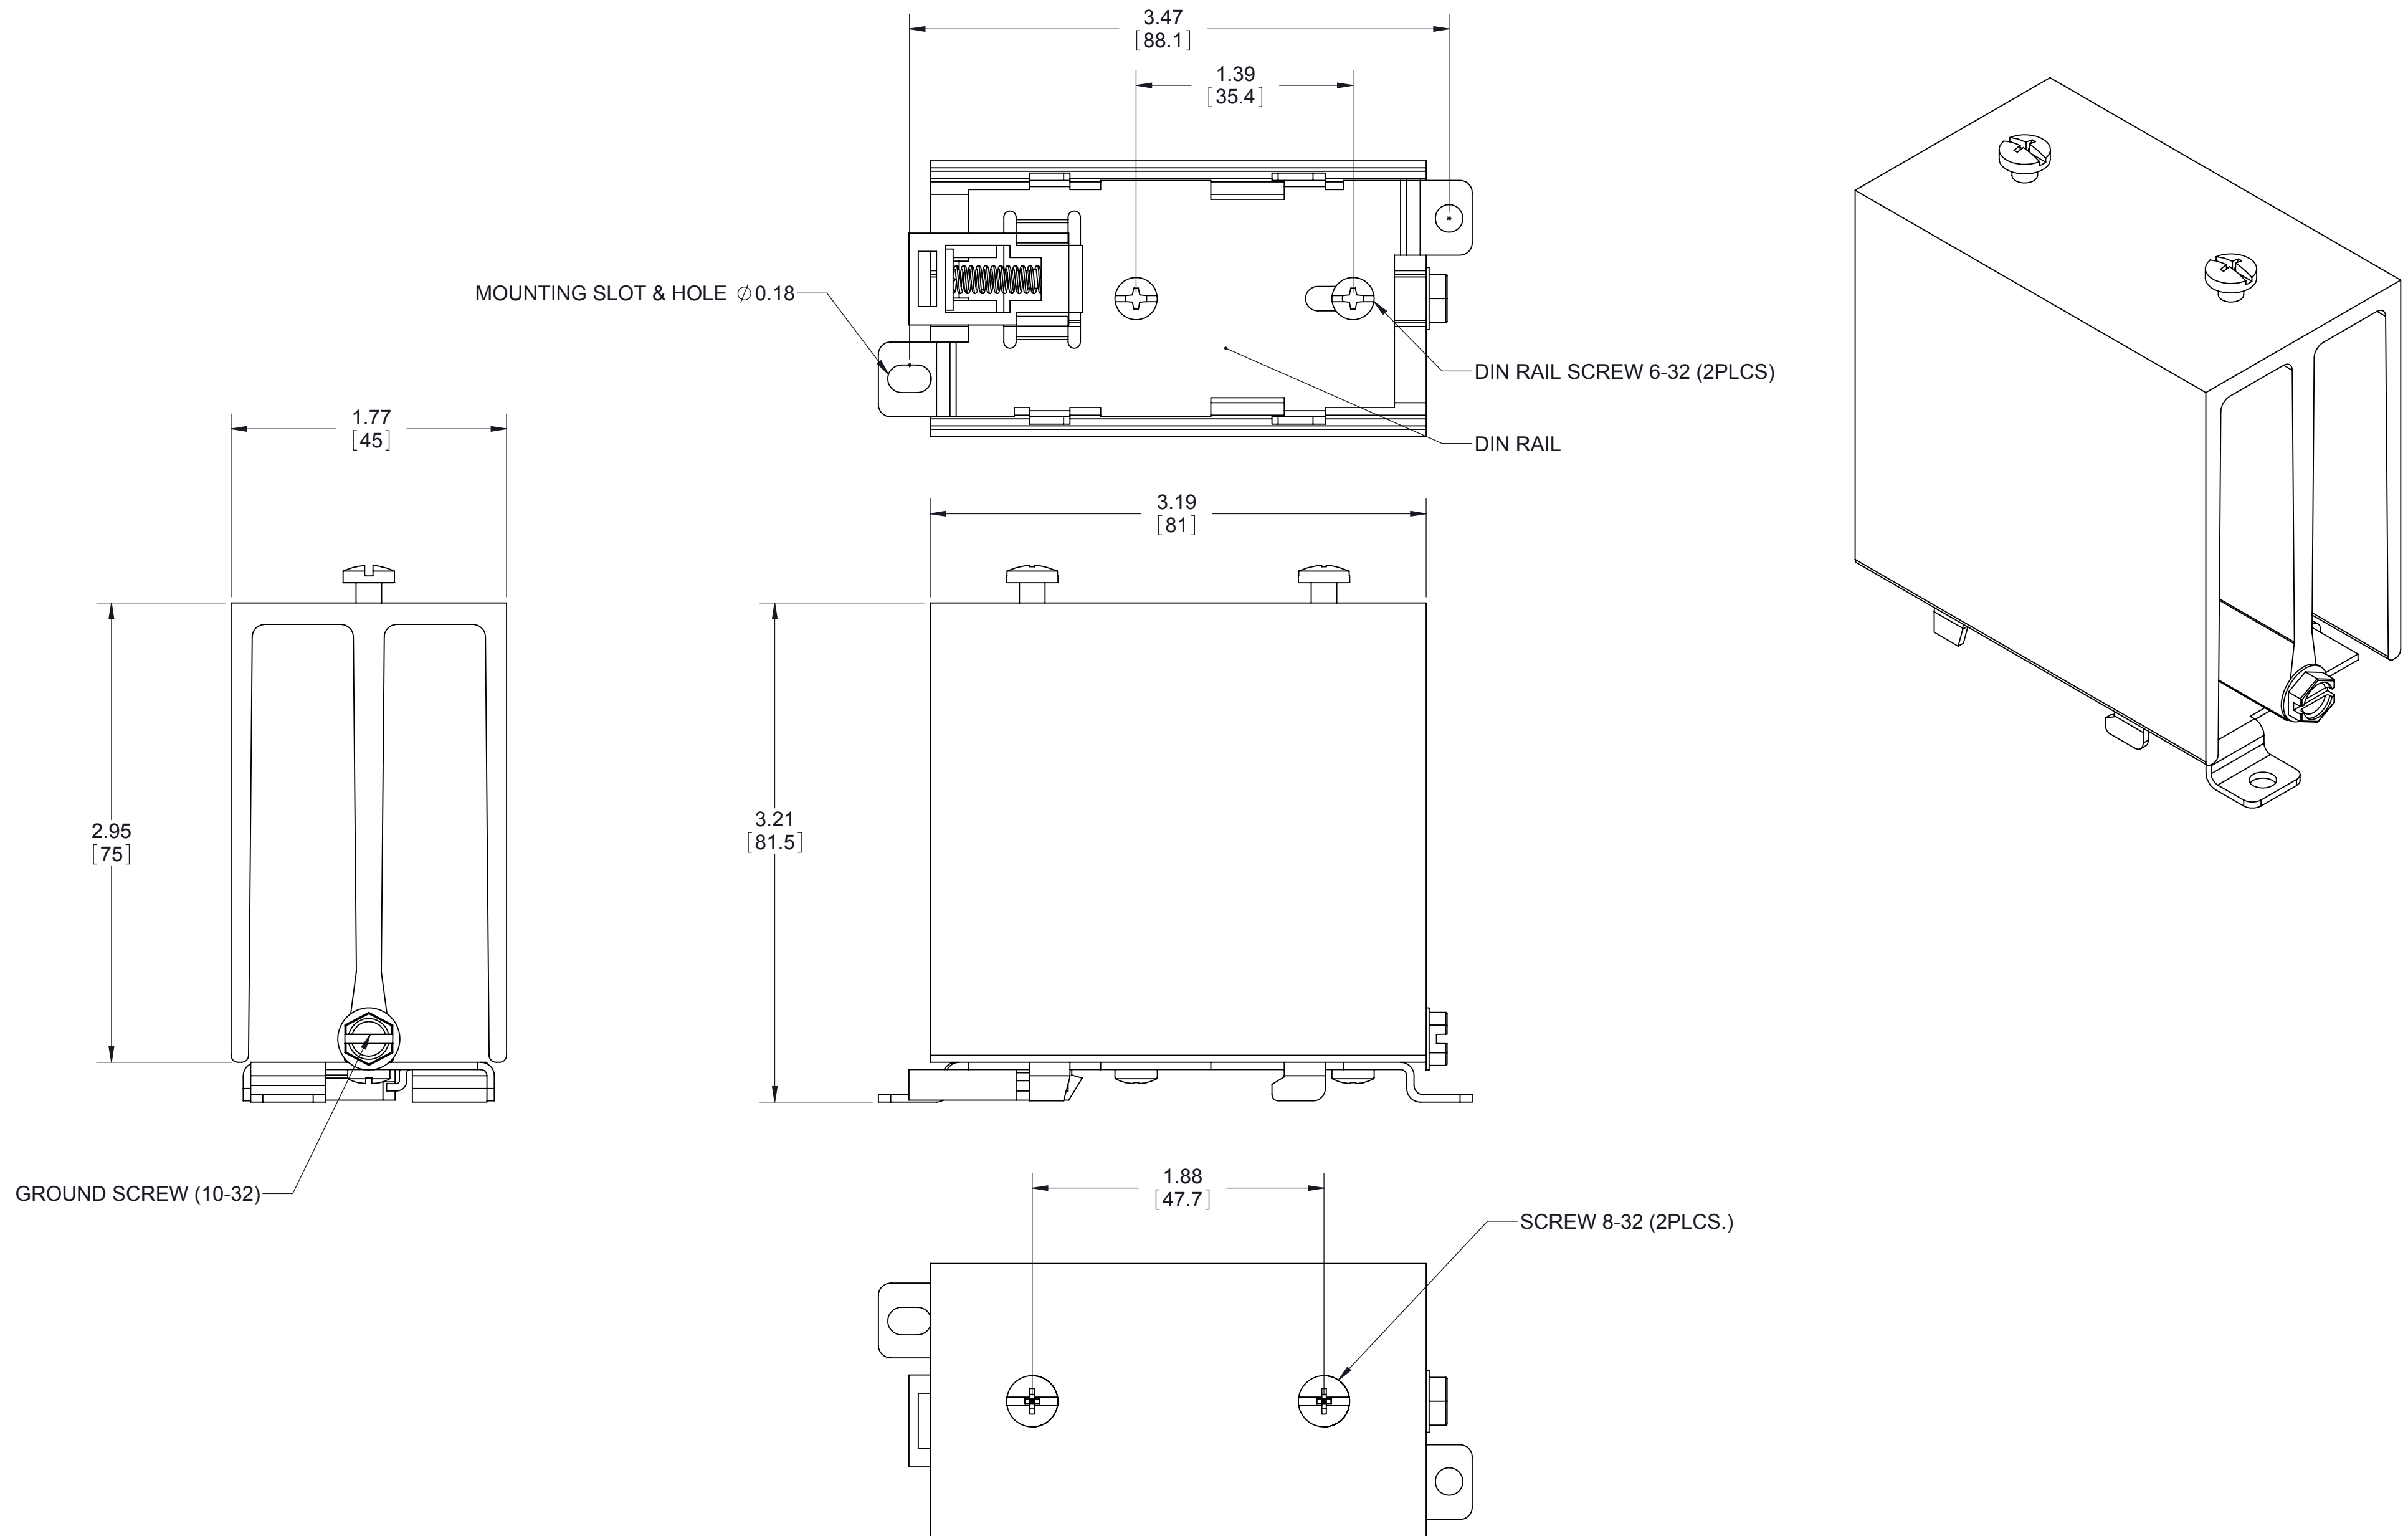 3.47
[88.1]
1.39
[35.4]
MOUNTING SLOT & HOLE ∅0.18
DIN RAIL SCREW 6-32 (2PLCS)
DIN RAIL
1.77
[45]
3.19
[81]
2.95
[75]
3.21
[81.5]
GROUND SCREW (10-32)
1.88
[47.7]
SCREW 8-32 (2PLCS.)